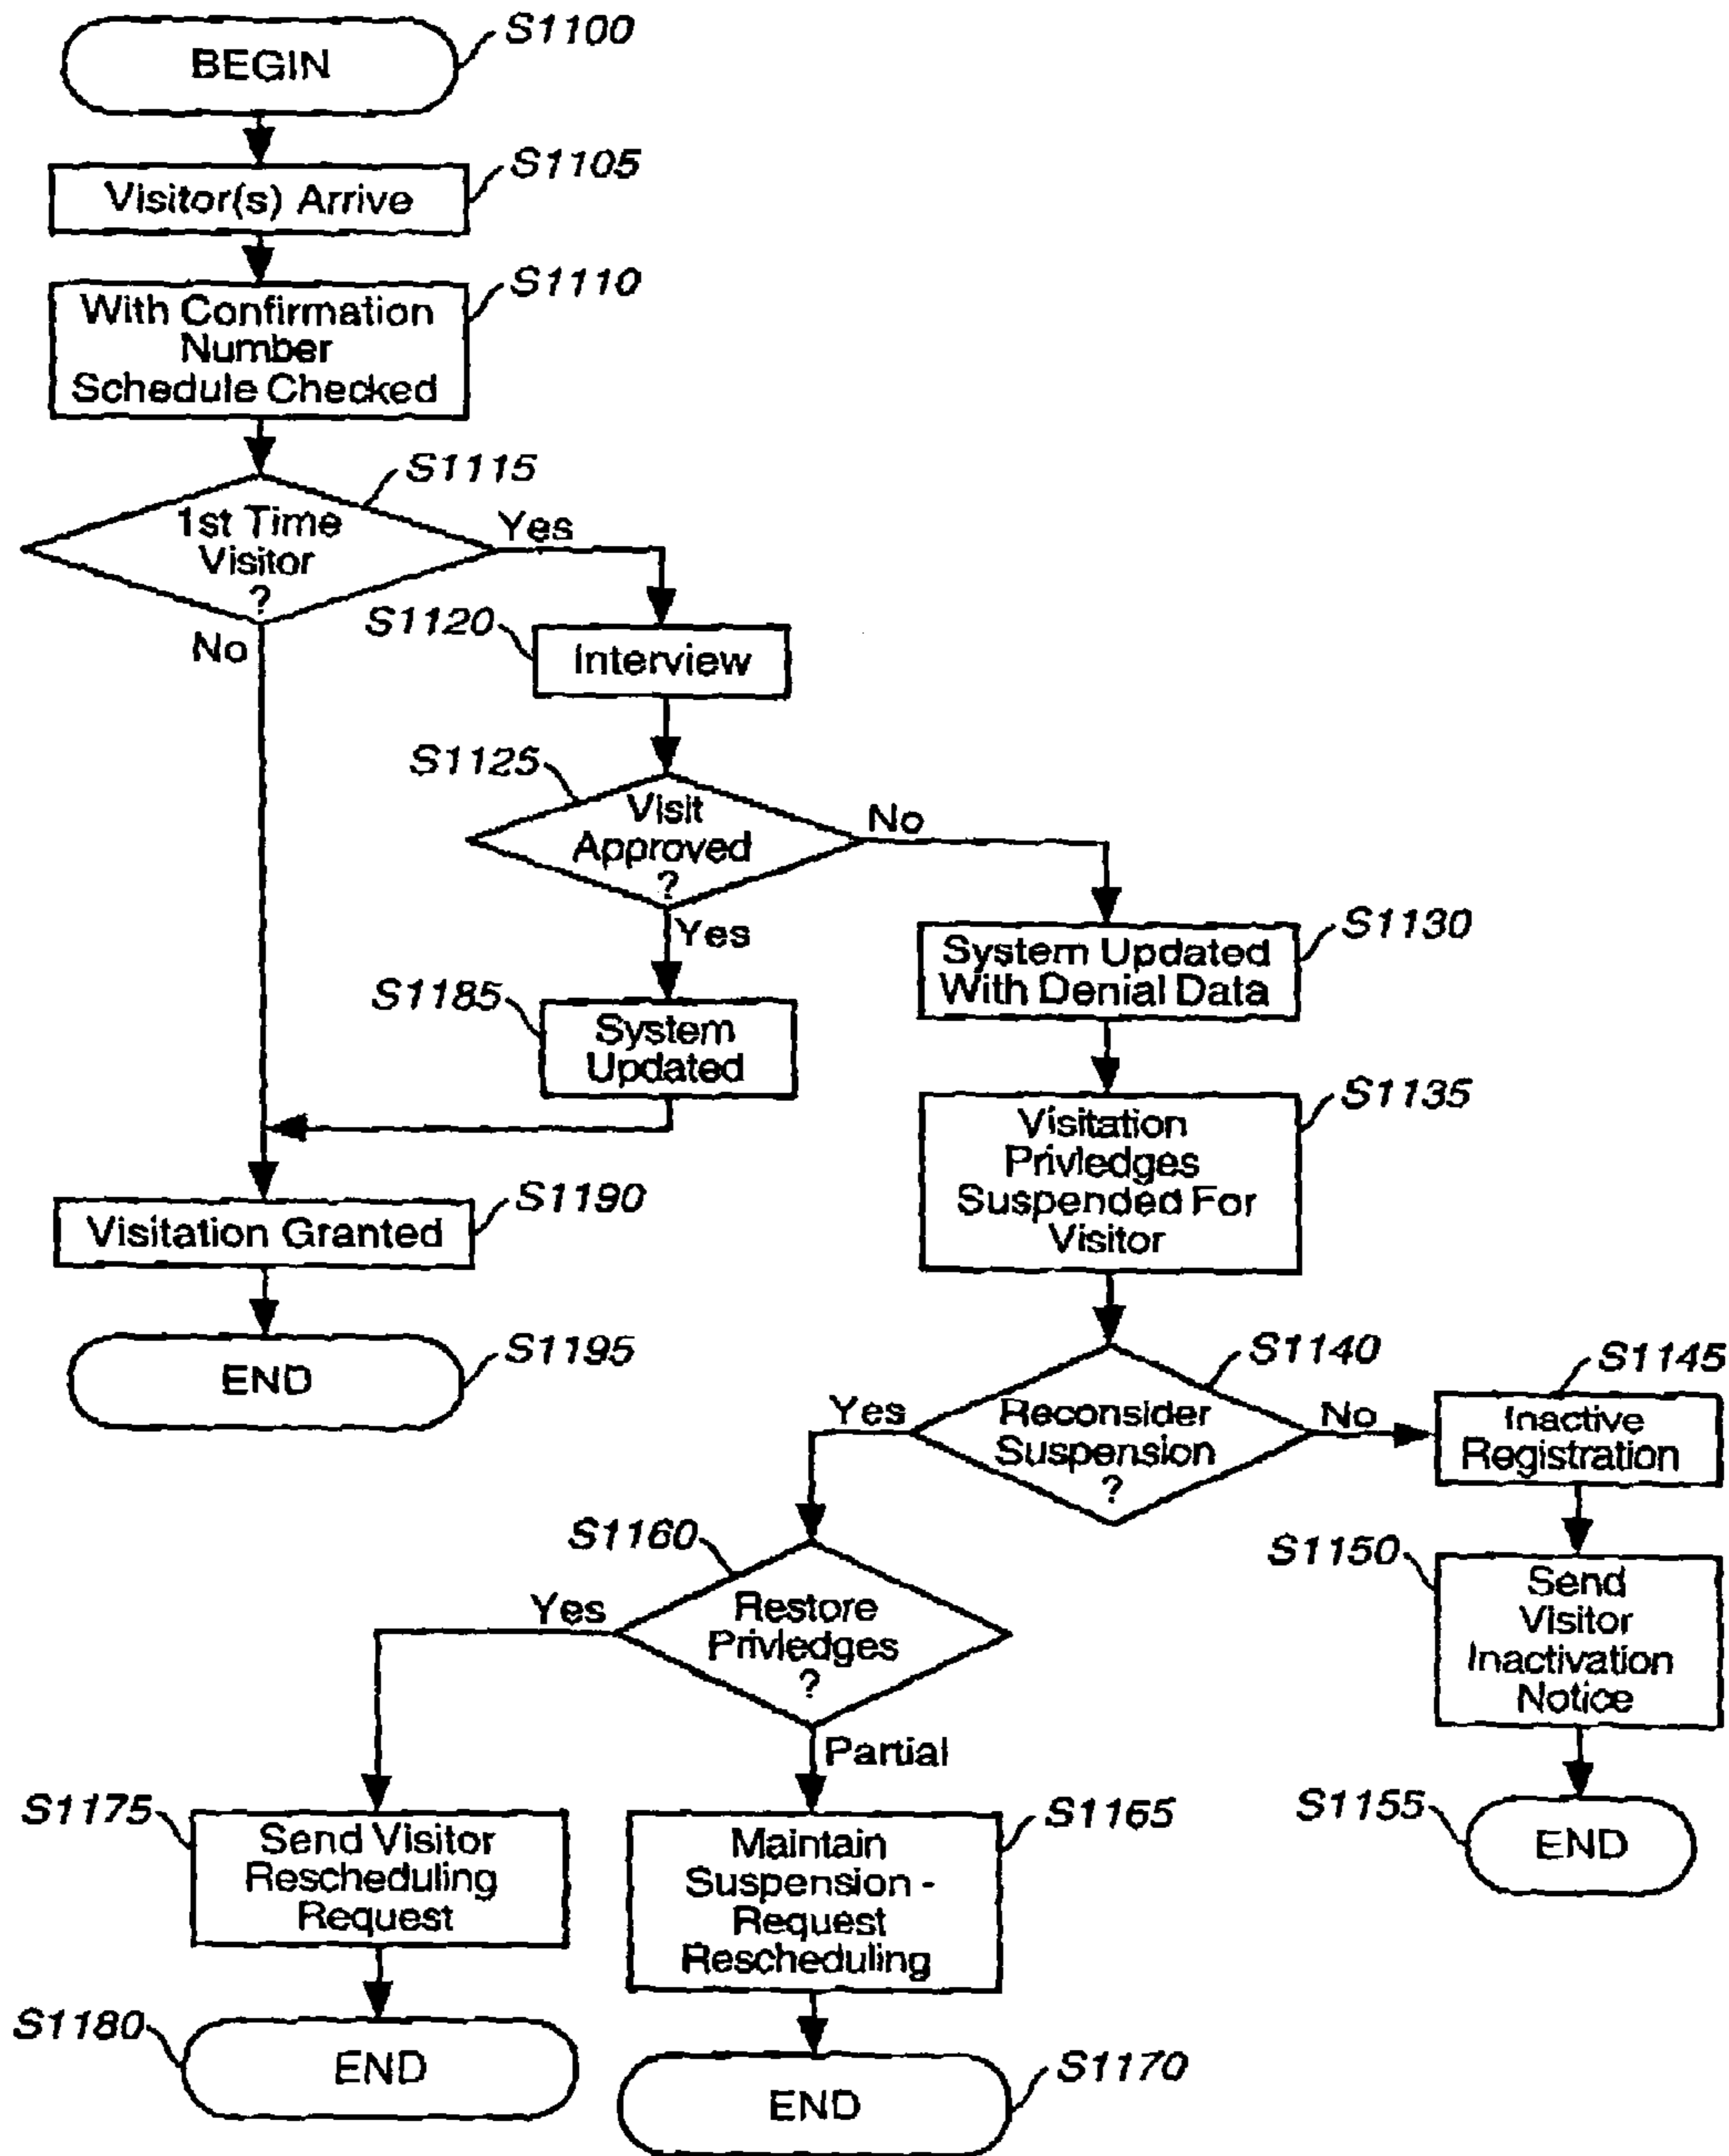 S1100
BEGIN
S1105
Visitor(s) Arrive
S1110
With Confirmation
Number
Schedule Checked
S1115
1st Time
Visitor
?
Yes
No
S1120
Interview
S1125
Visit
Approved
?
No
Yes
S1130
System Updated
With Denial Data
S1185
System
Updated
S1135
Visitation
Privledges
Suspended For
Visitor
S1190
Visitation Granted
S1195
END
S1140
Reconsider
Suspension
?
Yes
No
S1145
Inactive
Registration
S1150
Send
Visitor
Inactivation
Notice
S1155
END
S1160
Restore
Privledges
?
Yes
Partial
S1175
Send Visitor
Rescheduling
Request
S1165
Maintain
Suspension -
Request
Rescheduling
S1180
END
S1170
END